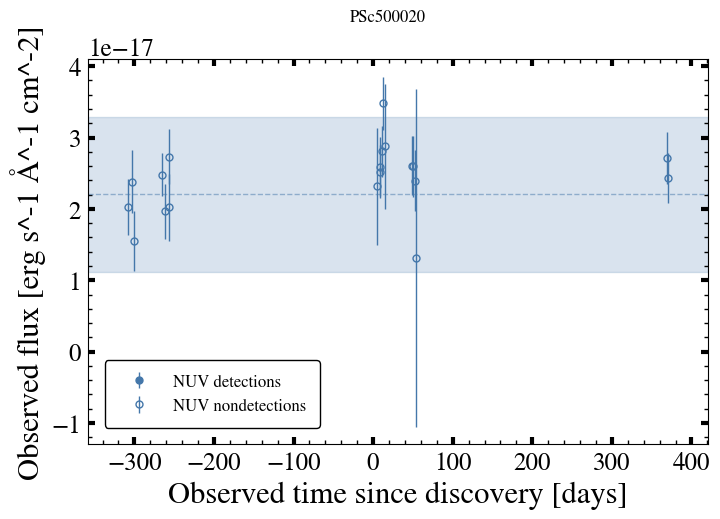 PSc500020
1e−17
Observed flux [erg s^-1 Å^-1 cm^-2]
4
3
2
1
0
−1
NUV detections
NUV nondetections
−300 −200 −100 0 100 200 300 400
Observed time since discovery [days]